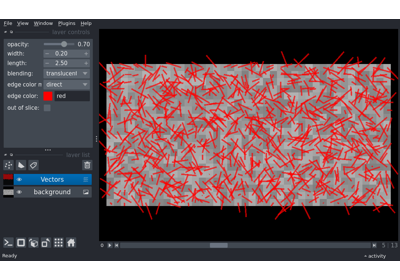 File View Window Plugins Help
layer controls
opacity: 0.70
width: 0.20
length: 2.50
blending: translucent
edge color m direct
edge color: red
out of slice:
layer list
Vectors
background
0 5 13
Ready activity